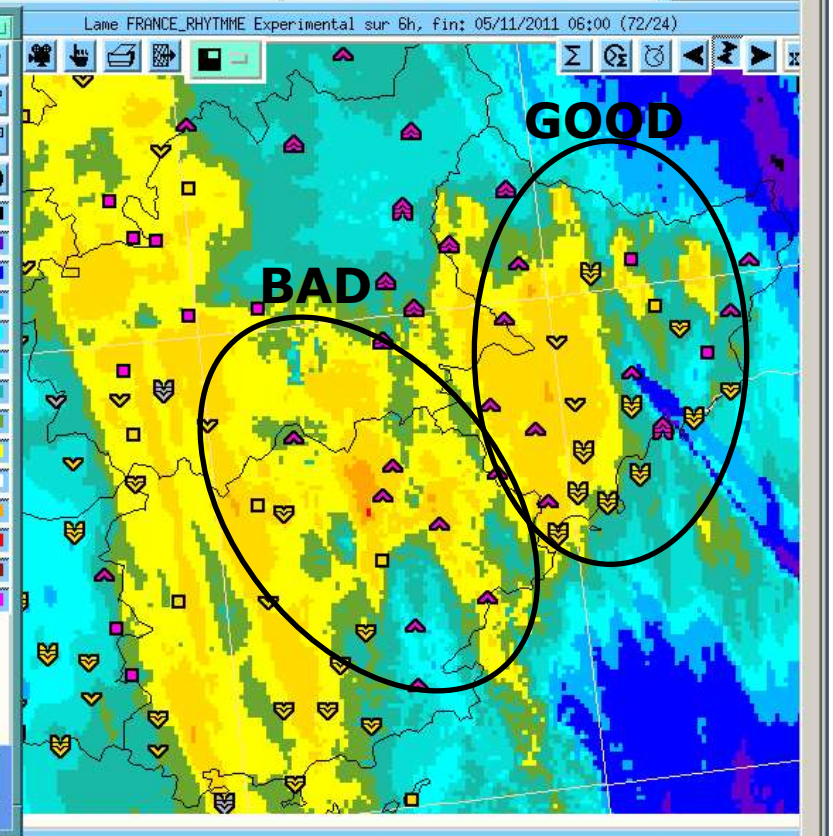 Lame FRANCE_RHYTMME Experimental sur 6h, fin: 05/11/2011 06:00 (72/24)
Σ
x
GOOD
BAD